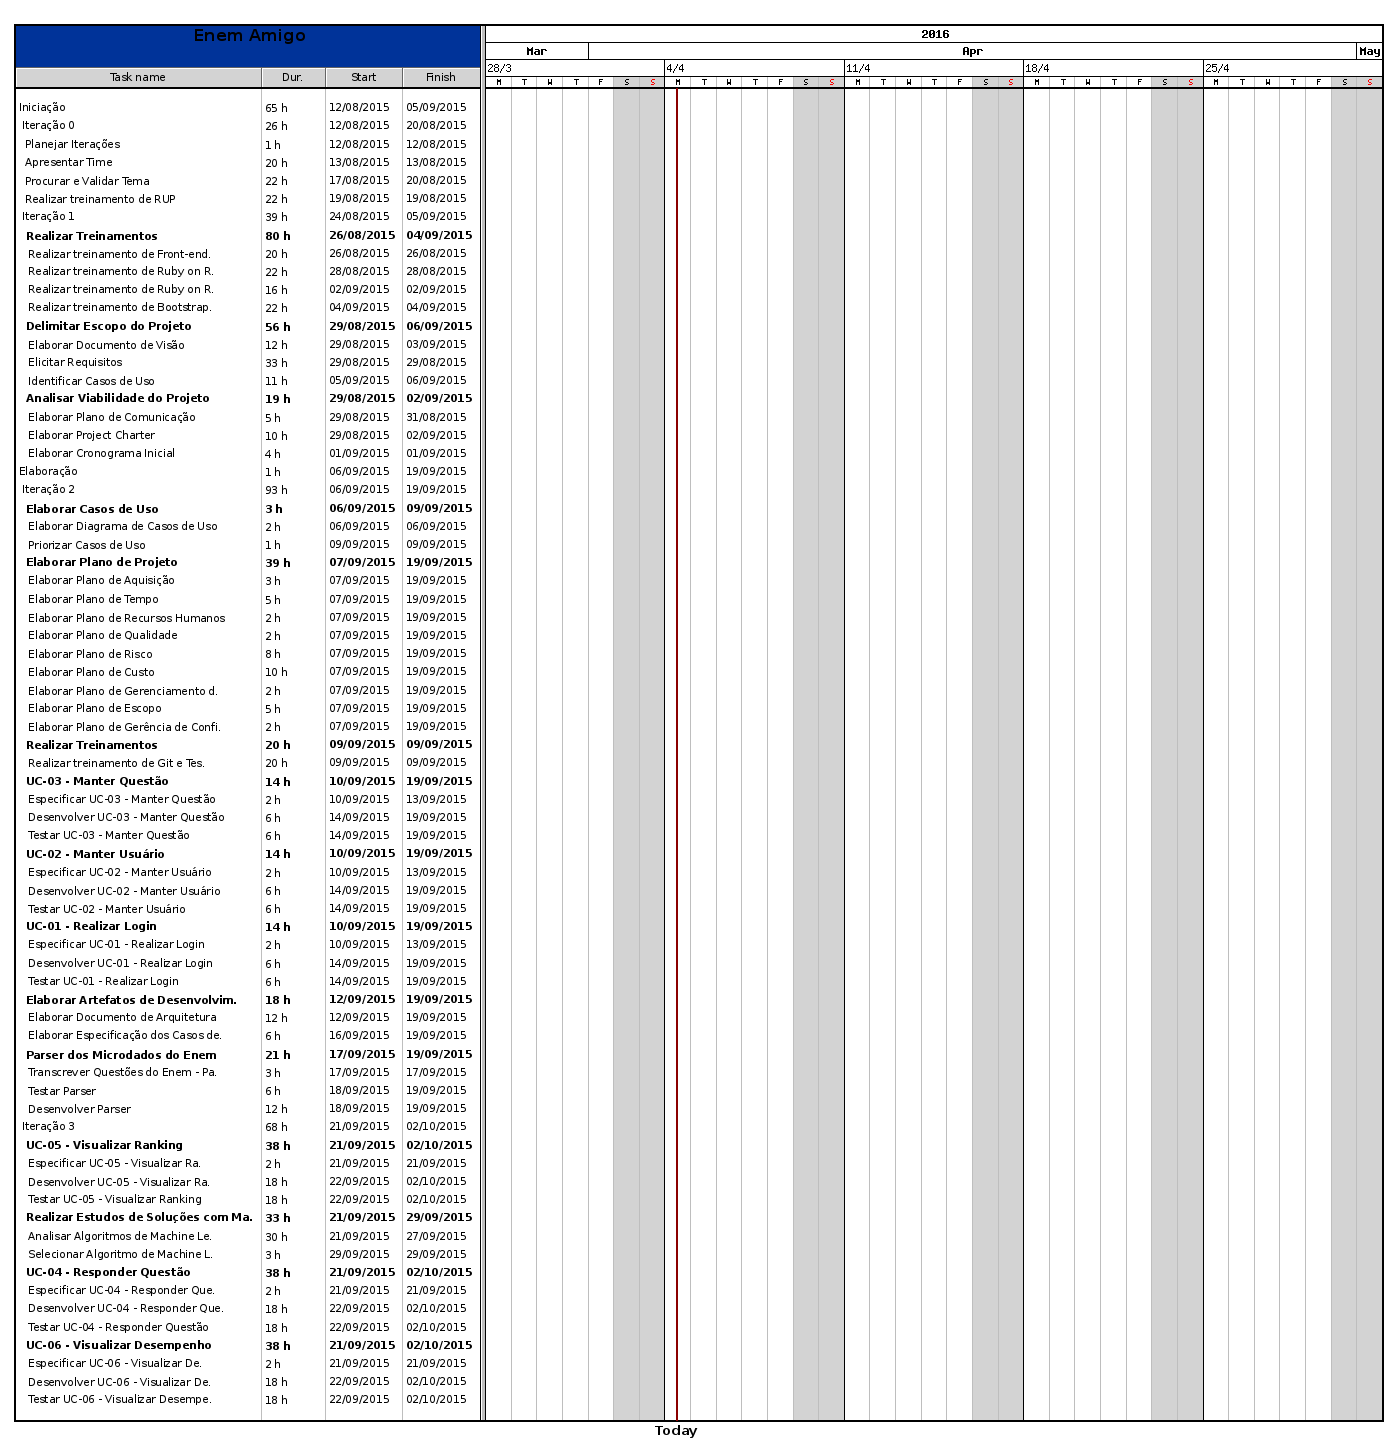 Enem Amigo
2016
Mar Apr May
28/3 4/4 11/4 18/4 25/4
Task name Dur. Start Finish M T W T F S S M T W T F S S M T W T F S S M T W T F S S M T W T F S S
Iniciação 65 h 12/08/2015 05/09/2015
Iteração 0 26 h 12/08/2015 20/08/2015
Planejar Iterações 1 h 12/08/2015 12/08/2015
Apresentar Time 20 h 13/08/2015 13/08/2015
Procurar e Validar Tema 22 h 17/08/2015 20/08/2015
Realizar treinamento de RUP 22 h 19/08/2015 19/08/2015
Iteração 1 39 h 24/08/2015 05/09/2015
Realizar Treinamentos 80 h 26/08/2015 04/09/2015
Realizar treinamento de Front-end. 20 h 26/08/2015 26/08/2015
Realizar treinamento de Ruby on R. 22 h 28/08/2015 28/08/2015
Realizar treinamento de Ruby on R. 16 h 02/09/2015 02/09/2015
Realizar treinamento de Bootstrap. 22 h 04/09/2015 04/09/2015
Delimitar Escopo do Projeto 56 h 29/08/2015 06/09/2015
Elaborar Documento de Visão 12 h 29/08/2015 03/09/2015
Elicitar Requisitos 33 h 29/08/2015 29/08/2015
Identificar Casos de Uso 11 h 05/09/2015 06/09/2015
Analisar Viabilidade do Projeto 19 h 29/08/2015 02/09/2015
Elaborar Plano de Comunicação 5 h 29/08/2015 31/08/2015
Elaborar Project Charter 10 h 29/08/2015 02/09/2015
Elaborar Cronograma Inicial 4 h 01/09/2015 01/09/2015
Elaboração 1 h 06/09/2015 19/09/2015
Iteração 2 93 h 06/09/2015 19/09/2015
Elaborar Casos de Uso 3 h 06/09/2015 09/09/2015
Elaborar Diagrama de Casos de Uso 2 h 06/09/2015 06/09/2015
Priorizar Casos de Uso 1 h 09/09/2015 09/09/2015
Elaborar Plano de Projeto 39 h 07/09/2015 19/09/2015
Elaborar Plano de Aquisição 3 h 07/09/2015 19/09/2015
Elaborar Plano de Tempo 5 h 07/09/2015 19/09/2015
Elaborar Plano de Recursos Humanos 2 h 07/09/2015 19/09/2015
Elaborar Plano de Qualidade 2 h 07/09/2015 19/09/2015
Elaborar Plano de Risco 8 h 07/09/2015 19/09/2015
Elaborar Plano de Custo 10 h 07/09/2015 19/09/2015
Elaborar Plano de Gerenciamento d. 2 h 07/09/2015 19/09/2015
Elaborar Plano de Escopo 5 h 07/09/2015 19/09/2015
Elaborar Plano de Gerência de Confi. 2 h 07/09/2015 19/09/2015
Realizar Treinamentos 20 h 09/09/2015 09/09/2015
Realizar treinamento de Git e Tes. 20 h 09/09/2015 09/09/2015
UC-03 - Manter Questão 14 h 10/09/2015 19/09/2015
Especificar UC-03 - Manter Questão 2 h 10/09/2015 13/09/2015
Desenvolver UC-03 - Manter Questão 6 h 14/09/2015 19/09/2015
Testar UC-03 - Manter Questão 6 h 14/09/2015 19/09/2015
UC-02 - Manter Usuário 14 h 10/09/2015 19/09/2015
Especificar UC-02 - Manter Usuário 2 h 10/09/2015 13/09/2015
Desenvolver UC-02 - Manter Usuário 6 h 14/09/2015 19/09/2015
Testar UC-02 - Manter Usuário 6 h 14/09/2015 19/09/2015
UC-01 - Realizar Login 14 h 10/09/2015 19/09/2015
Especificar UC-01 - Realizar Login 2 h 10/09/2015 13/09/2015
Desenvolver UC-01 - Realizar Login 6 h 14/09/2015 19/09/2015
Testar UC-01 - Realizar Login 6 h 14/09/2015 19/09/2015
Elaborar Artefatos de Desenvolvim. 18 h 12/09/2015 19/09/2015
Elaborar Documento de Arquitetura 12 h 12/09/2015 19/09/2015
Elaborar Especificação dos Casos de. 6 h 16/09/2015 19/09/2015
Parser dos Microdados do Enem 21 h 17/09/2015 19/09/2015
Transcrever Questões do Enem - Pa. 3 h 17/09/2015 17/09/2015
Testar Parser 6 h 18/09/2015 19/09/2015
Desenvolver Parser 12 h 18/09/2015 19/09/2015
Iteração 3 68 h 21/09/2015 02/10/2015
UC-05 - Visualizar Ranking 38 h 21/09/2015 02/10/2015
Especificar UC-05 - Visualizar Ra. 2 h 21/09/2015 21/09/2015
Desenvolver UC-05 - Visualizar Ra. 18 h 22/09/2015 02/10/2015
Testar UC-05 - Visualizar Ranking 18 h 22/09/2015 02/10/2015
Realizar Estudos de Soluções com Ma. 33 h 21/09/2015 29/09/2015
Analisar Algoritmos de Machine Le. 30 h 21/09/2015 27/09/2015
Selecionar Algoritmo de Machine L. 3 h 29/09/2015 29/09/2015
UC-04 - Responder Questão 38 h 21/09/2015 02/10/2015
Especificar UC-04 - Responder Que. 2 h 21/09/2015 21/09/2015
Desenvolver UC-04 - Responder Que. 18 h 22/09/2015 02/10/2015
Testar UC-04 - Responder Questão 18 h 22/09/2015 02/10/2015
UC-06 - Visualizar Desempenho 38 h 21/09/2015 02/10/2015
Especificar UC-06 - Visualizar De. 2 h 21/09/2015 21/09/2015
Desenvolver UC-06 - Visualizar De. 18 h 22/09/2015 02/10/2015
Testar UC-06 - Visualizar Desempe. 18 h 22/09/2015 02/10/2015
Today